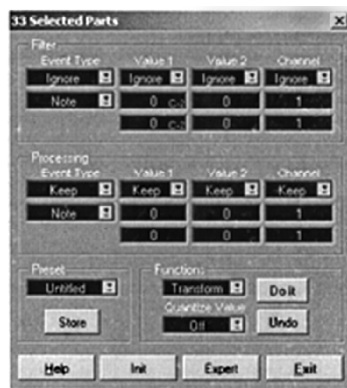 33 Selected Parts
Filter
Event Type Value 1 Value 2 Channel
Ignore Ignore Ignore Ignore
Note 0 C-2 0 1
0 C-2 0 1
Processing
Event Type Value 1 Value 2 Channel
Keep Keep Keep Keep
Note 0 0 1
0 0 1
Preset Functions
Untitled Transform Do it
Quantize Value
Store Off Undo
Help Init Expert Exit